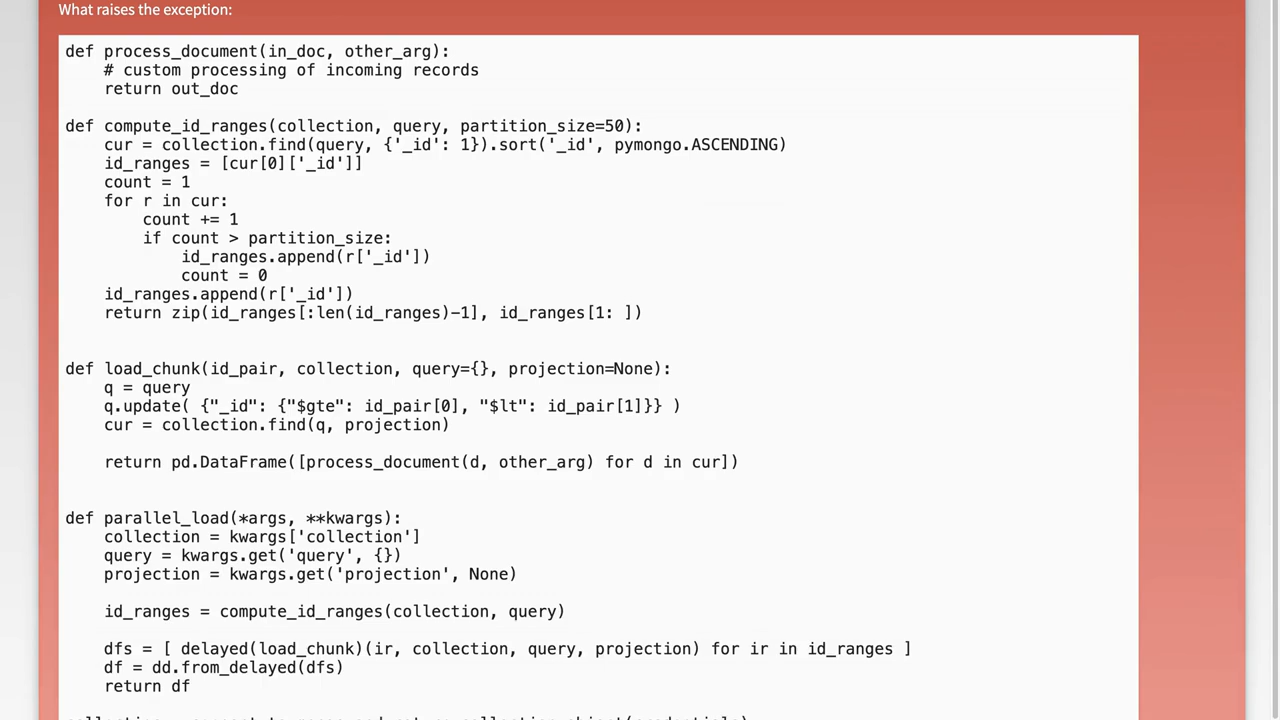 What raises the exception:
def process_document(in_doc, other_arg):
    # custom processing of incoming records
    return out_doc
def compute_id_ranges(collection, query, partition_size=50):
    cur = collection.find(query, {'_id': 1}).sort('_id', pymongo.ASCENDING)
    id_ranges = [cur[0]['_id']]
    count = 1
    for r in cur:
        count += 1
        if count > partition_size:
            id_ranges.append(r['_id'])
            count = 0
    id_ranges.append(r['_id'])
    return zip(id_ranges[:len(id_ranges)-1], id_ranges[1: ])
def load_chunk(id_pair, collection, query={}, projection=None):
    q = query
    q.update( {"_id": {"$gte": id_pair[0], "$lt": id_pair[1]}} )
    cur = collection.find(q, projection)
    return pd.DataFrame([process_document(d, other_arg) for d in cur])
def parallel_load(*args, **kwargs):
    collection = kwargs['collection']
    query = kwargs.get('query', {})
    projection = kwargs.get('projection', None)
    id_ranges = compute_id_ranges(collection, query)
    dfs = [ delayed(load_chunk)(ir, collection, query, projection) for ir in id_ranges ]
    df = dd.from_delayed(dfs)
    return df